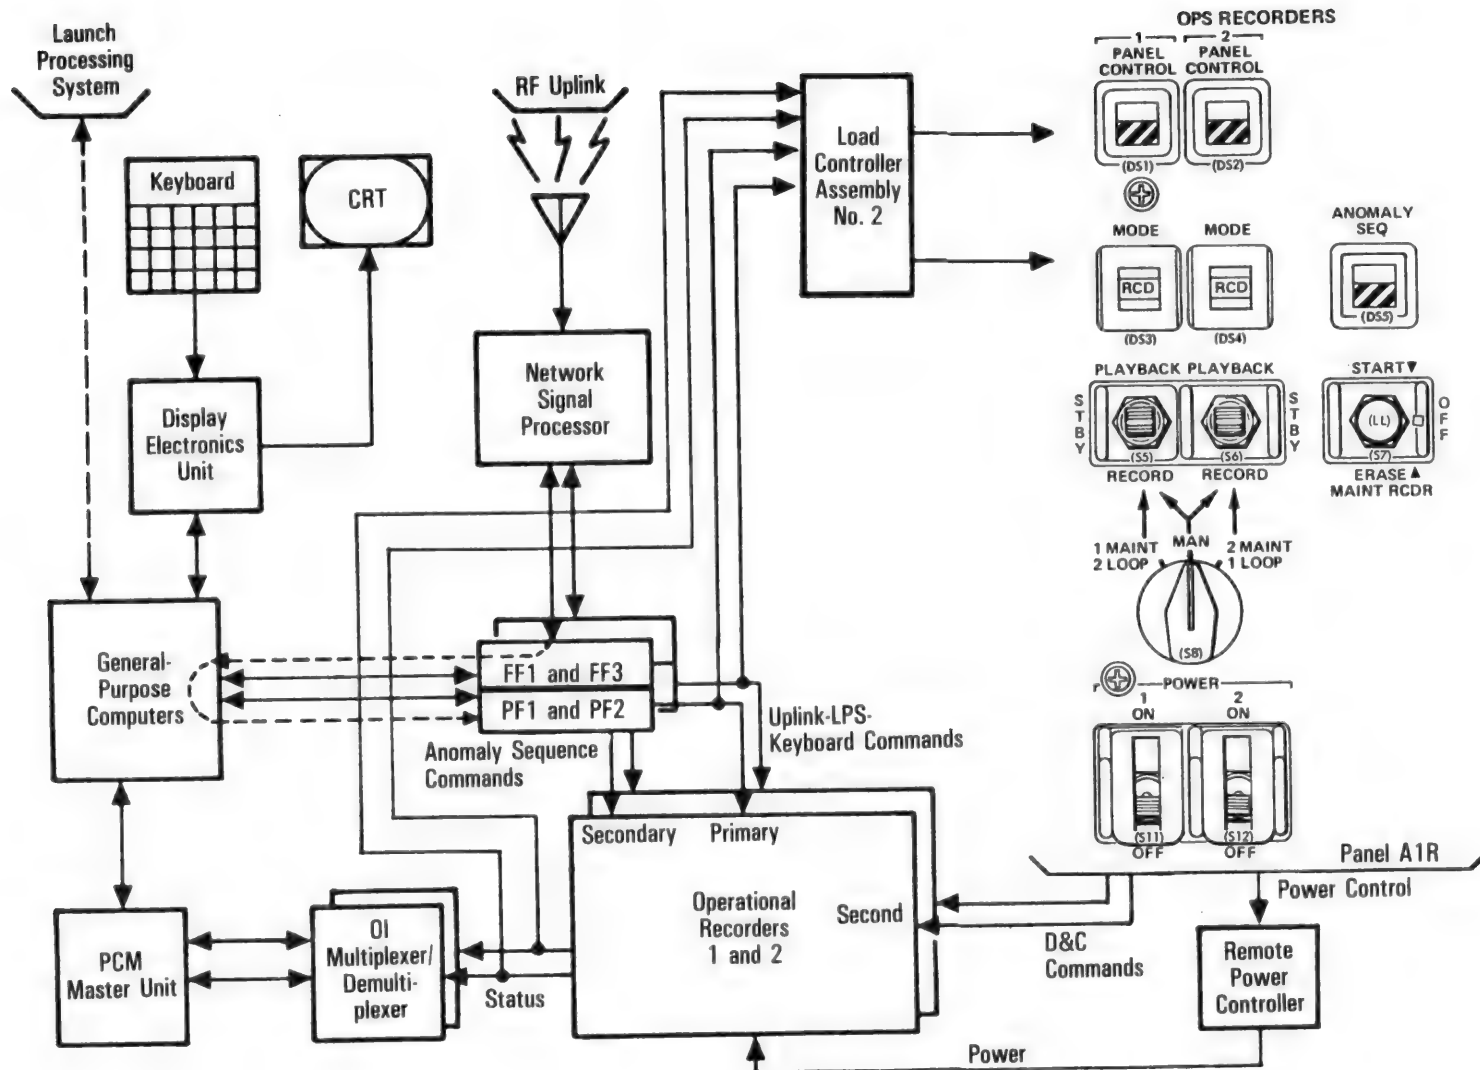 Launch
Processing
System
Keyboard
CRT
RF Uplink
Load
Controller
Assembly
No. 2
OPS RECORDERS
1
2
PANEL
CONTROL
PANEL
CONTROL
(DS1)
(DS2)
MODE
MODE
RCD
RCD
(DS3)
(DS4)
ANOMALY
SEQ
(DS5)
Display
Electronics
Unit
Network
Signal
Processor
PLAYBACK
PLAYBACK
STBY
STBY
(S5)
(S6)
RECORD
RECORD
START
(LL)
OFF
(S7)
ERASE
MAINT RCDR
1 MAINT
2 LOOP
MAN
2 MAINT
1 LOOP
(S8)
General-
Purpose
Computers
FF1 and FF3
PF1 and PF2
Anomaly Sequence
Commands
Uplink-LPS-
Keyboard Commands
POWER
1
ON
2
ON
(S11)
OFF
(S12)
OFF
Panel A1R
Secondary
Primary
Operational
Recorders
1 and 2
Second
D&C
Commands
Power Control
Remote
Power
Controller
PCM
Master Unit
OI
Multiplexer/
Demulti-
plexer
Status
Power